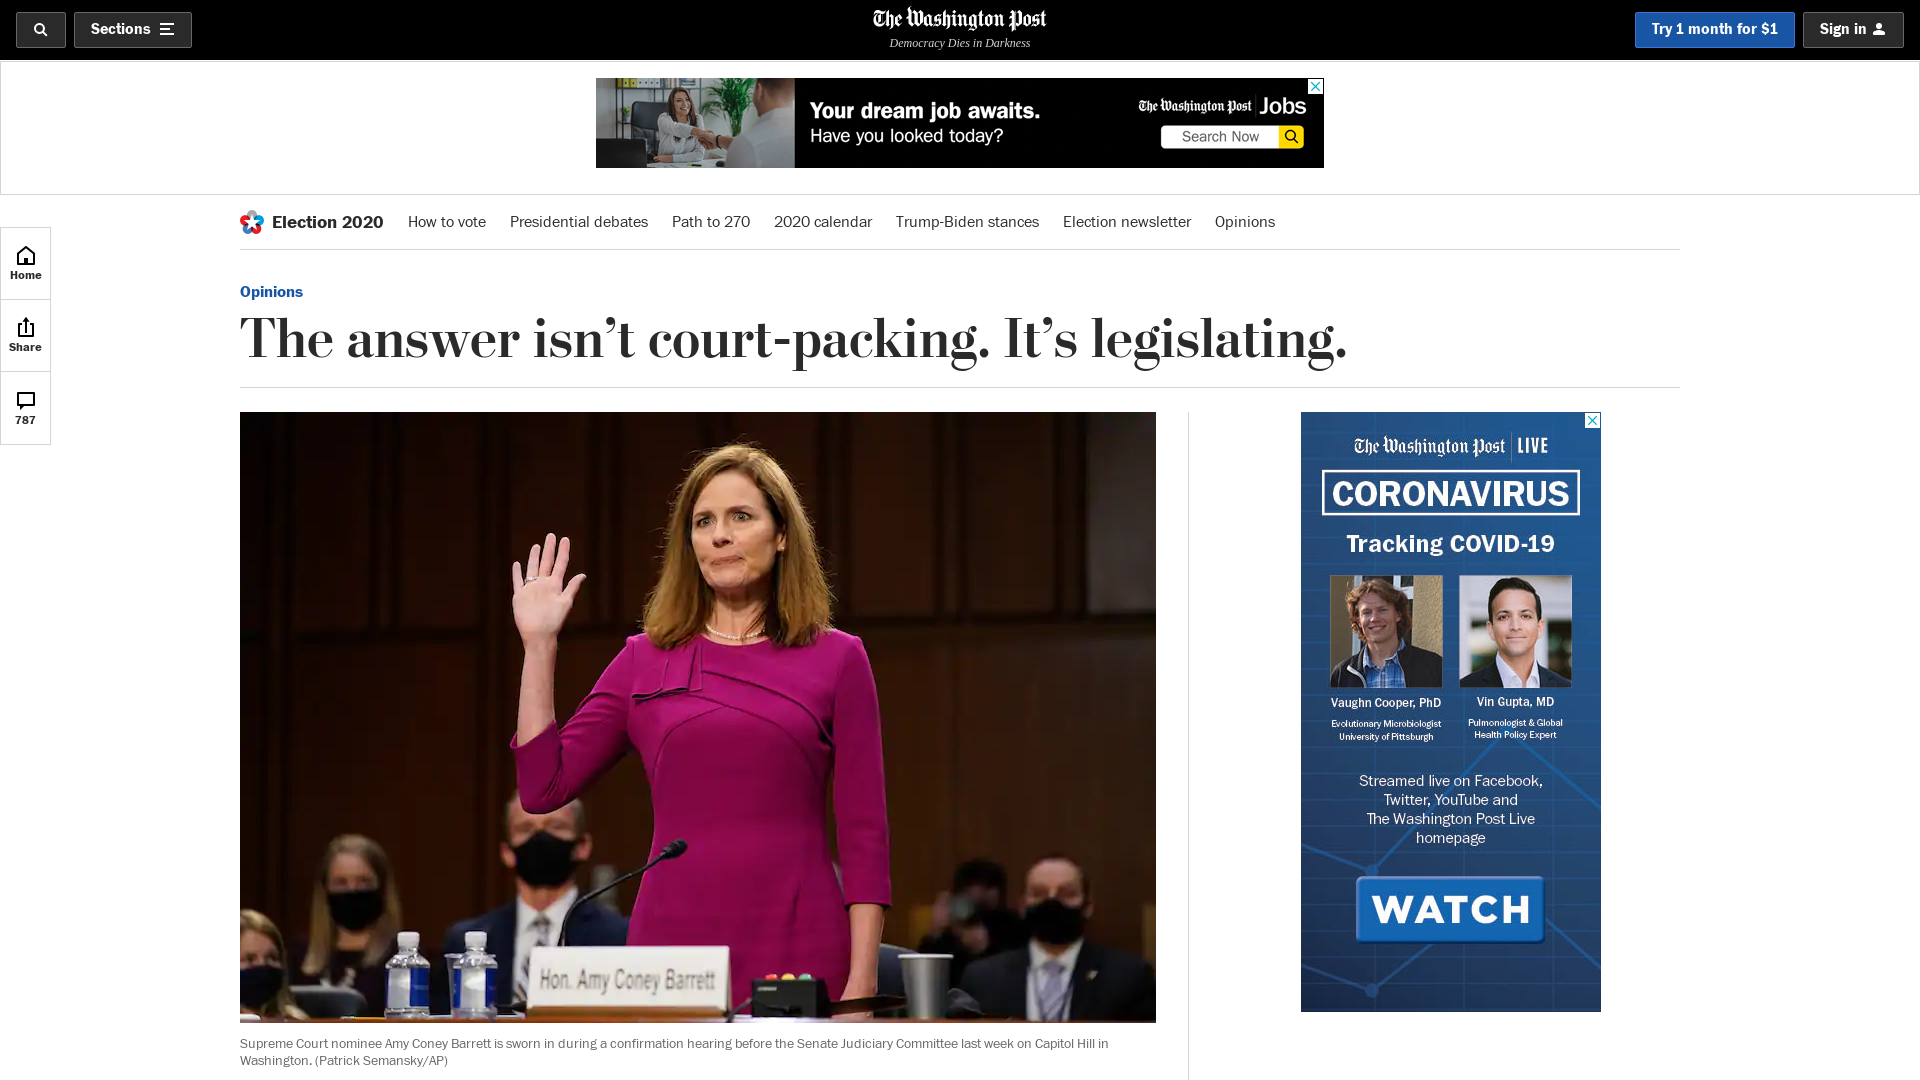 Sections
The Washington Post
Democracy Dies in Darkness
Try 1 month for $1
Sign in
Your dream job awaits.
Have you looked today?
The Washington Post Jobs
Search Now
Election 2020
How to vote
Presidential debates
Path to 270
2020 calendar
Trump-Biden stances
Election newsletter
Opinions
Home
Share
787
Opinions
The answer isn’t court-packing. It’s legislating.
Hon. Amy Coney Barrett
Supreme Court nominee Amy Coney Barrett is sworn in during a confirmation hearing before the Senate Judiciary Committee last week on Capitol Hill in
Washington. (Patrick Semansky/AP)
The Washington Post LIVE
CORONAVIRUS
Tracking COVID-19
Vaughn Cooper, PhD
Evolutionary Microbiologist
University of Pittsburgh
Vin Gupta, MD
Pulmonologist & Global
Health Policy Expert
Streamed live on Facebook,
Twitter, YouTube and
The Washington Post Live
homepage
WATCH